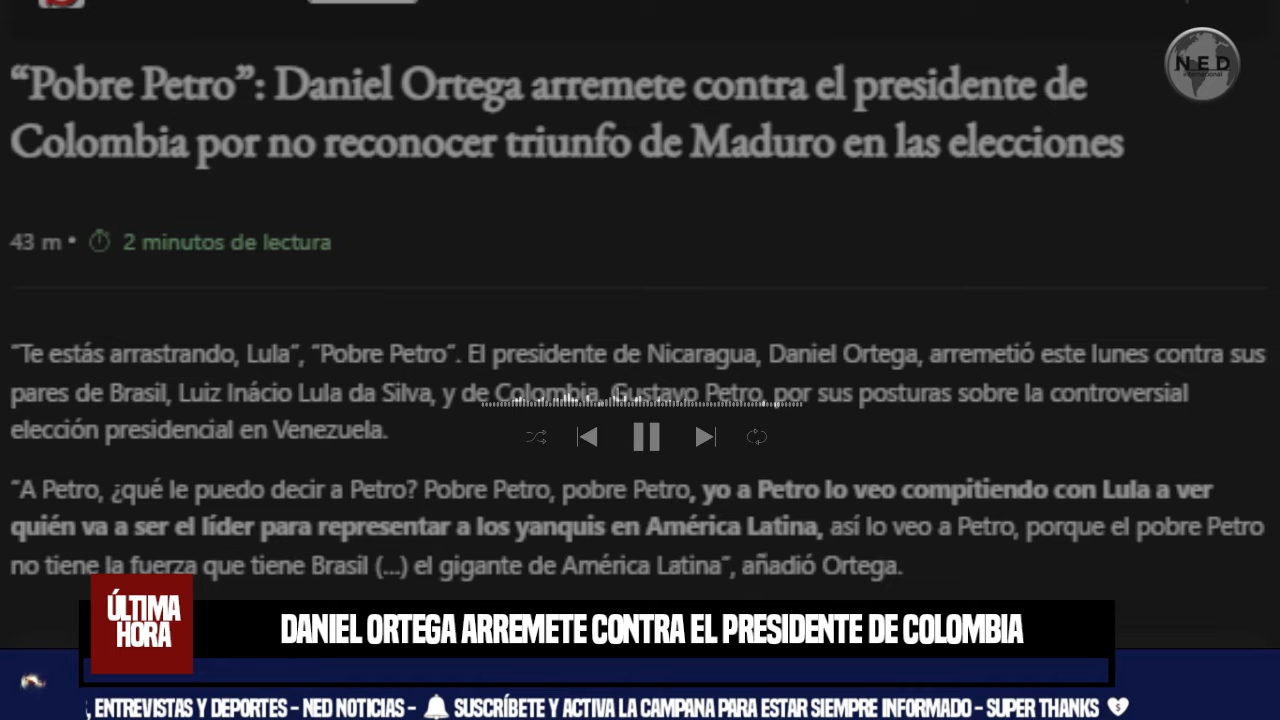 NED
internacional
“Pobre Petro”: Daniel Ortega arremete contra el presidente de
Colombia por no reconocer triunfo de Maduro en las elecciones
43 m • 2 minutos de lectura
“Te estás arrastrando, Lula”, “Pobre Petro”. El presidente de Nicaragua, Daniel Ortega, arremetió este lunes contra sus
pares de Brasil, Luiz Inácio Lula da Silva, y de Colombia, Gustavo Petro, por sus posturas sobre la controversial
elección presidencial en Venezuela.
“A Petro, ¿qué le puedo decir a Petro? Pobre Petro, pobre Petro, yo a Petro lo veo compitiendo con Lula a ver
quién va a ser el líder para representar a los yanquis en América Latina, así lo veo a Petro, porque el pobre Petro
no tiene la fuerza que tiene Brasil (...) el gigante de América Latina”, añadió Ortega.
ÚLTIMA
HORA
DANIEL ORTEGA ARREMETE CONTRA EL PRESIDENTE DE COLOMBIA
, ENTREVISTAS Y DEPORTES - NED NOTICIAS - SUSCRÍBETE Y ACTIVA LA CAMPANA PARA ESTAR SIEMPRE INFORMADO - SUPER THANKS